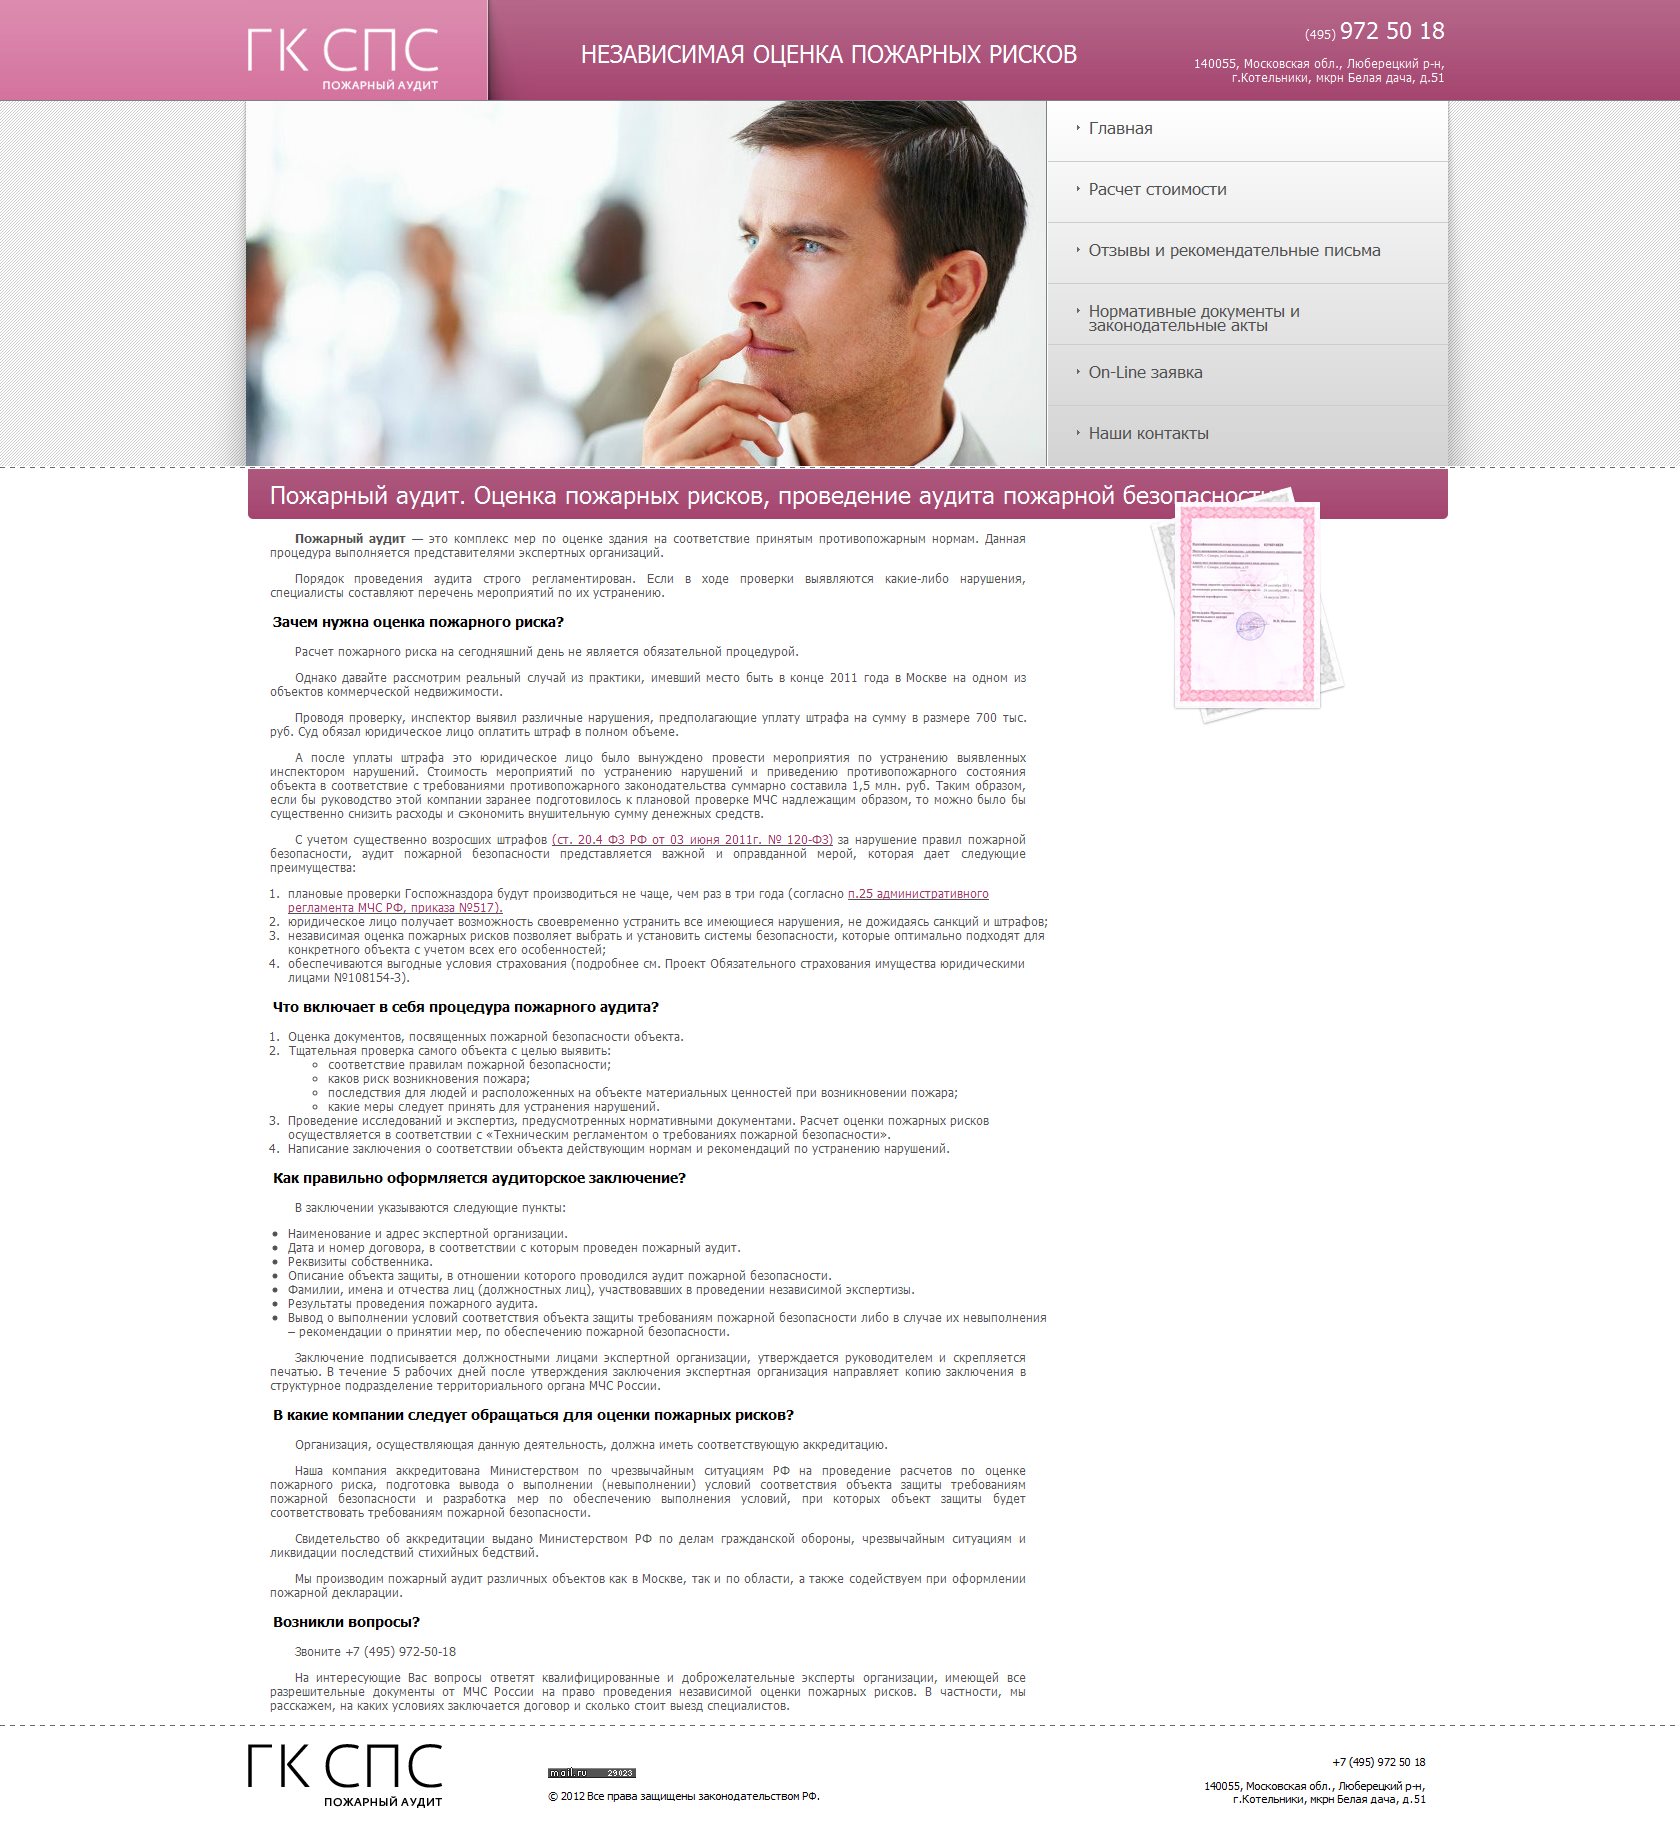 ГК СПС
ПОЖАРНЫЙ АУДИТ
НЕЗАВИСИМАЯ ОЦЕНКА ПОЖАРНЫХ РИСКОВ
(495) 972 50 18
140055, Московская обл., Люберецкий р-н,
г.Котельники, мкрн Белая дача, д.51
Главная
Расчет стоимости
Отзывы и рекомендательные письма
Нормативные документы и
законодательные акты
On-Line заявка
Наши контакты
Пожарный аудит. Оценка пожарных рисков, проведение аудита пожарной безопасности
Пожарный аудит — это комплекс мер по оценке здания на соответствие принятым противопожарным нормам. Данная
процедура выполняется представителями экспертных организаций.
Порядок проведения аудита строго регламентирован. Если в ходе проверки выявляются какие-либо нарушения,
специалисты составляют перечень мероприятий по их устранению.
Зачем нужна оценка пожарного риска?
Расчет пожарного риска на сегодняшний день не является обязательной процедурой.
Однако давайте рассмотрим реальный случай из практики, имевший место быть в конце 2011 года в Москве на одном из
объектов коммерческой недвижимости.
Проводя проверку, инспектор выявил различные нарушения, предполагающие уплату штрафа на сумму в размере 700 тыс.
руб. Суд обязал юридическое лицо оплатить штраф в полном объеме.
А после уплаты штрафа это юридическое лицо было вынуждено провести мероприятия по устранению выявленных
инспектором нарушений. Стоимость мероприятий по устранению нарушений и приведению противопожарного состояния
объекта в соответствие с требованиями противопожарного законодательства суммарно составила 1,5 млн. руб. Таким образом,
если бы руководство этой компании заранее подготовилось к плановой проверке МЧС надлежащим образом, то можно было бы
существенно снизить расходы и сэкономить внушительную сумму денежных средств.
С учетом существенно возросших штрафов (ст. 20.4 ФЗ РФ от 03 июня 2011г. № 120-ФЗ) за нарушение правил пожарной
безопасности, аудит пожарной безопасности представляется важной и оправданной мерой, которая дает следующие
преимущества:
1. плановые проверки Госпожназдора будут производиться не чаще, чем раз в три года (согласно п.25 административного
регламента МЧС РФ, приказа №517).
2. юридическое лицо получает возможность своевременно устранить все имеющиеся нарушения, не дожидаясь санкций и штрафов;
3. независимая оценка пожарных рисков позволяет выбрать и установить системы безопасности, которые оптимально подходят для
конкретного объекта с учетом всех его особенностей;
4. обеспечиваются выгодные условия страхования (подробнее см. Проект Обязательного страхования имущества юридическими
лицами №108154-3).
Что включает в себя процедура пожарного аудита?
1. Оценка документов, посвященных пожарной безопасности объекта.
2. Тщательная проверка самого объекта с целью выявить:
соответствие правилам пожарной безопасности;
каков риск возникновения пожара;
последствия для людей и расположенных на объекте материальных ценностей при возникновении пожара;
какие меры следует принять для устранения нарушений.
3. Проведение исследований и экспертиз, предусмотренных нормативными документами. Расчет оценки пожарных рисков
осуществляется в соответствии с «Техническим регламентом о требованиях пожарной безопасности».
4. Написание заключения о соответствии объекта действующим нормам и рекомендаций по устранению нарушений.
Как правильно оформляется аудиторское заключение?
В заключении указываются следующие пункты:
Наименование и адрес экспертной организации.
Дата и номер договора, в соответствии с которым проведен пожарный аудит.
Реквизиты собственника.
Описание объекта защиты, в отношении которого проводился аудит пожарной безопасности.
Фамилии, имена и отчества лиц (должностных лиц), участвовавших в проведении независимой экспертизы.
Результаты проведения пожарного аудита.
Вывод о выполнении условий соответствия объекта защиты требованиям пожарной безопасности либо в случае их невыполнения
– рекомендации о принятии мер, по обеспечению пожарной безопасности.
Заключение подписывается должностными лицами экспертной организации, утверждается руководителем и скрепляется
печатью. В течение 5 рабочих дней после утверждения заключения экспертная организация направляет копию заключения в
структурное подразделение территориального органа МЧС России.
В какие компании следует обращаться для оценки пожарных рисков?
Организация, осуществляющая данную деятельность, должна иметь соответствующую аккредитацию.
Наша компания аккредитована Министерством по чрезвычайным ситуациям РФ на проведение расчетов по оценке
пожарного риска, подготовка вывода о выполнении (невыполнении) условий соответствия объекта защиты требованиям
пожарной безопасности и разработка мер по обеспечению выполнения условий, при которых объект защиты будет
соответствовать требованиям пожарной безопасности.
Свидетельство об аккредитации выдано Министерством РФ по делам гражданской обороны, чрезвычайным ситуациям и
ликвидации последствий стихийных бедствий.
Мы производим пожарный аудит различных объектов как в Москве, так и по области, а также содействуем при оформлении
пожарной декларации.
Возникли вопросы?
Звоните +7 (495) 972-50-18
На интересующие Вас вопросы ответят квалифицированные и доброжелательные эксперты организации, имеющей все
разрешительные документы от МЧС России на право проведения независимой оценки пожарных рисков. В частности, мы
расскажем, на каких условиях заключается договор и сколько стоит выезд специалистов.
ГК СПС
ПОЖАРНЫЙ АУДИТ
mail.ru 29023
© 2012 Все права защищены законодательством РФ.
+7 (495) 972 50 18
140055, Московская обл., Люберецкий р-н,
г.Котельники, мкрн Белая дача, д.51